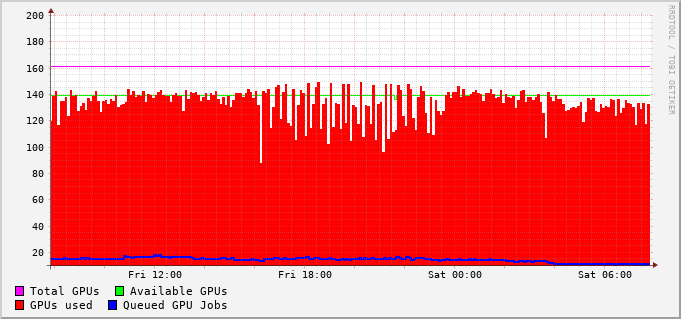 RRDTOOL / TOBI OETIKER
200
180
160
140
120
100
80
60
40
20
Fri 12:00 Fri 18:00 Sat 00:00 Sat 06:00
Total GPUs Available GPUs
GPUs used Queued GPU Jobs